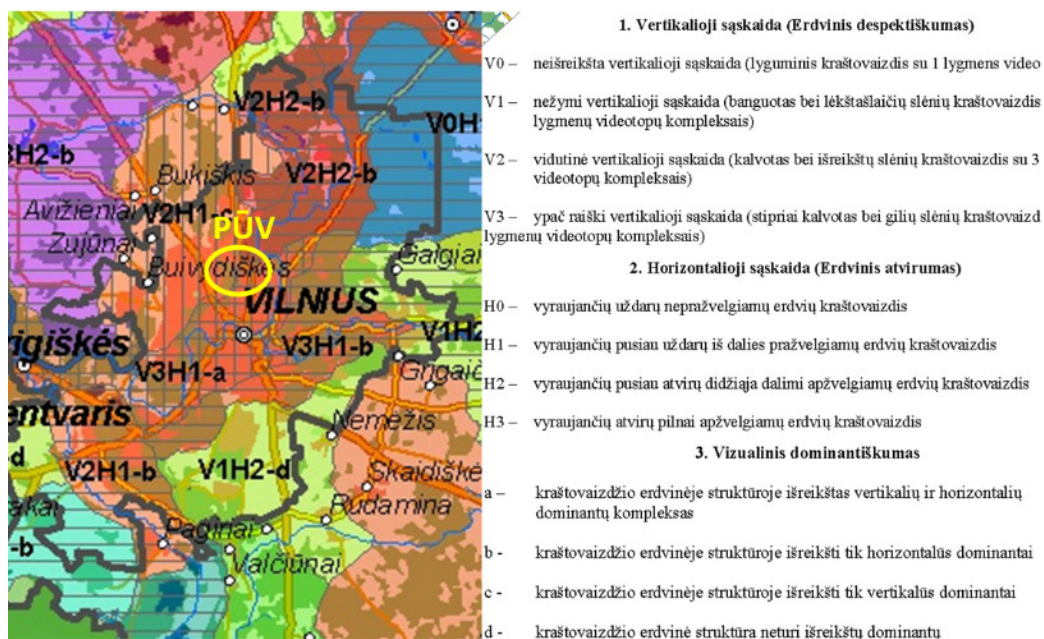 V2H2-b
V0H1
V2H2-b
H2-b
Bukiškis
Avižieniai
V2H1-c
Zujūnai
PŪV
Buivydiškės
Galgiai
VILNIUS
V1H2
V3H1-b
igiškės
V3H1-a
Grigaič
entvaris
Nemėžis
-d
V2H1-b
V1H2-d
Skaidiškė
akai
Rudamina
-b
Pagiriai
Valčiūnai
1. Vertikalioji sąskaida (Erdvinis despektiškumas)
V0 – neišreikšta vertikalioji sąskaida (lyguminis kraštovaizdis su 1 lygmens video
V1 – nežymi vertikalioji sąskaida (banguotas bei lėkštašlaičių slėnių kraštovaizdis
lygmenų videotopų kompleksais)
V2 – vidutinė vertikalioji sąskaida (kalvotas bei išreikštų slėnių kraštovaizdis su 3
videotopų kompleksais)
V3 – ypač raiški vertikalioji sąskaida (stipriai kalvotas bei gilių slėnių kraštovaizd
lygmenų videotopų kompleksais)
2. Horizontalioji sąskaida (Erdvinis atvirumas)
H0 – vyraujančių uždarų nepražvelgiamų erdvių kraštovaizdis
H1 – vyraujančių pusiau uždarų iš dalies pražvelgiamų erdvių kraštovaizdis
H2 – vyraujančių pusiau atvirų didžiąja dalimi apžvelgiamų erdvių kraštovaizdis
H3 – vyraujančių atvirų pilnai apžvelgiamų erdvių kraštovaizdis
3. Vizualinis dominantiškumas
a – kraštovaizdžio erdvinėje struktūroje išreikštas vertikalių ir horizontalių
dominantų kompleksas
b - kraštovaizdžio erdvinėje struktūroje išreikšti tik horizontalūs dominantai
c - kraštovaizdžio erdvinėje struktūroje išreikšti tik vertikalūs dominantai
d - kraštovaizdžio erdvinė struktūra neturi išreikštų dominantų